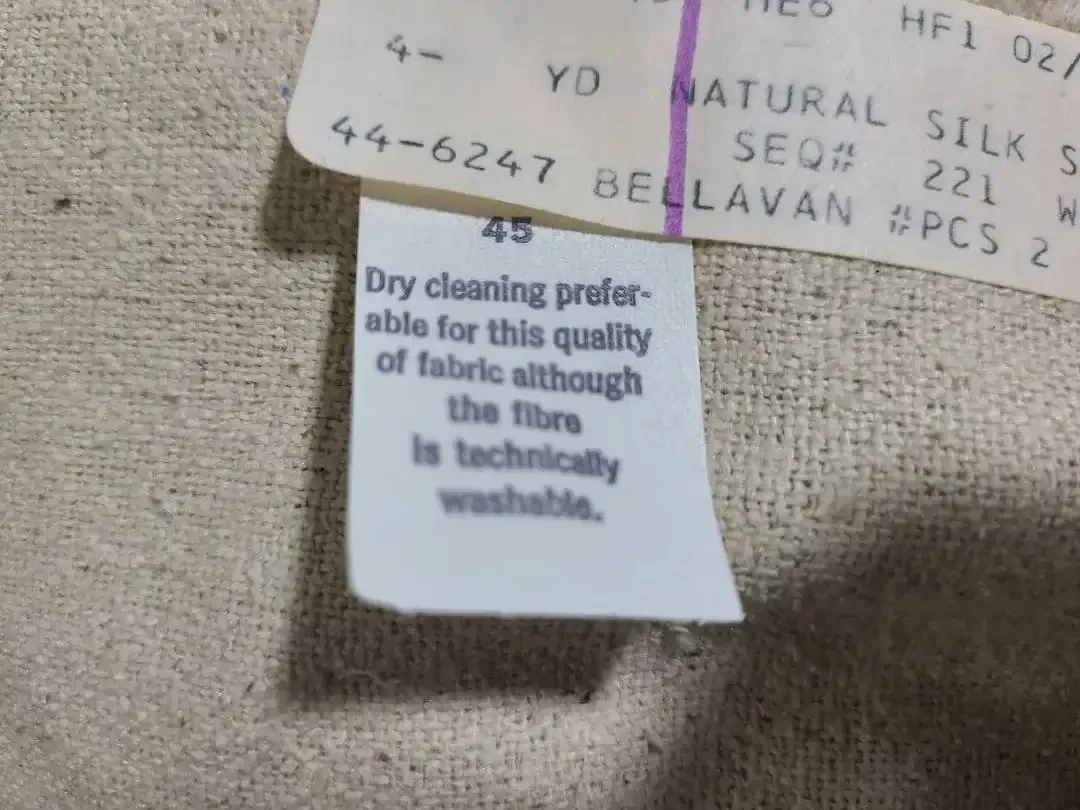 HF1 02/
4- YD NATURAL SILK S
SEQ# 221 W
44-6247 BELLAVAN #PCS 2
45
Dry cleaning prefer-
able for this quality
of fabric although
the fibre
is technically
washable.